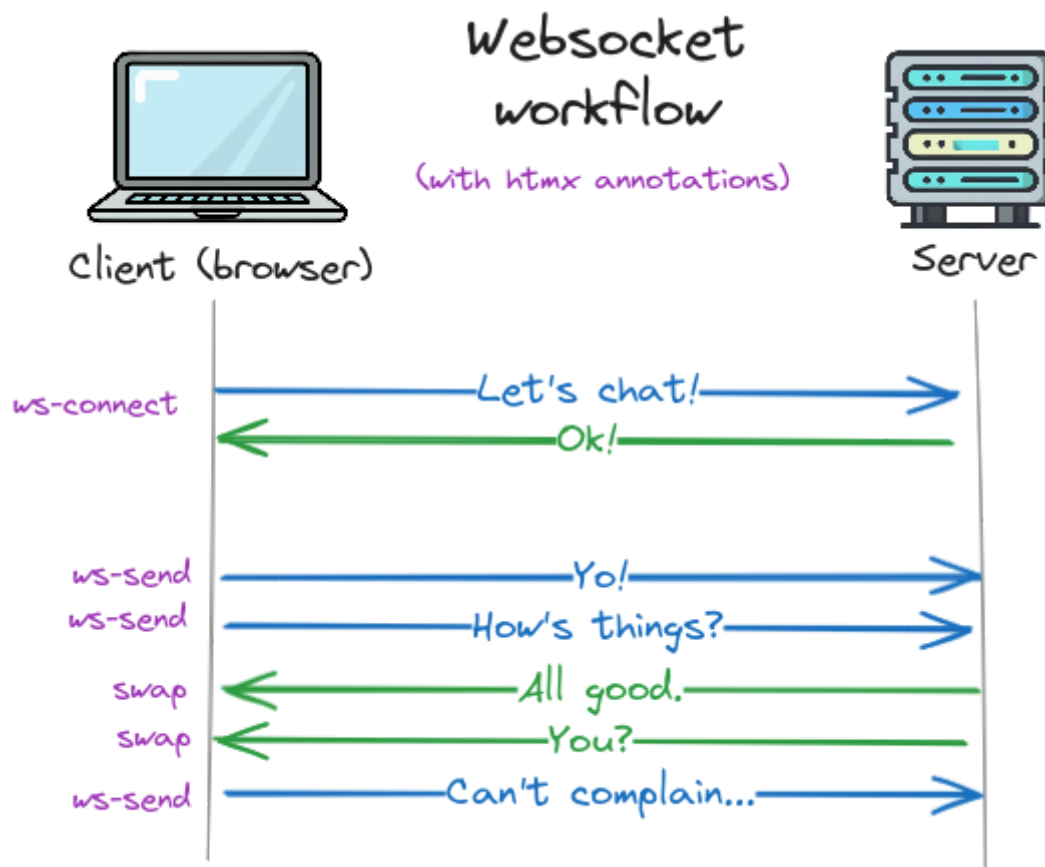 Websocket
workflow
(with htmx annotations)
Client (browser)
Server
ws-connect
Let's chat!
Ok!
ws-send
Yo!
ws-send
How's things?
swap
All good.
swap
You?
ws-send
Can't complain...